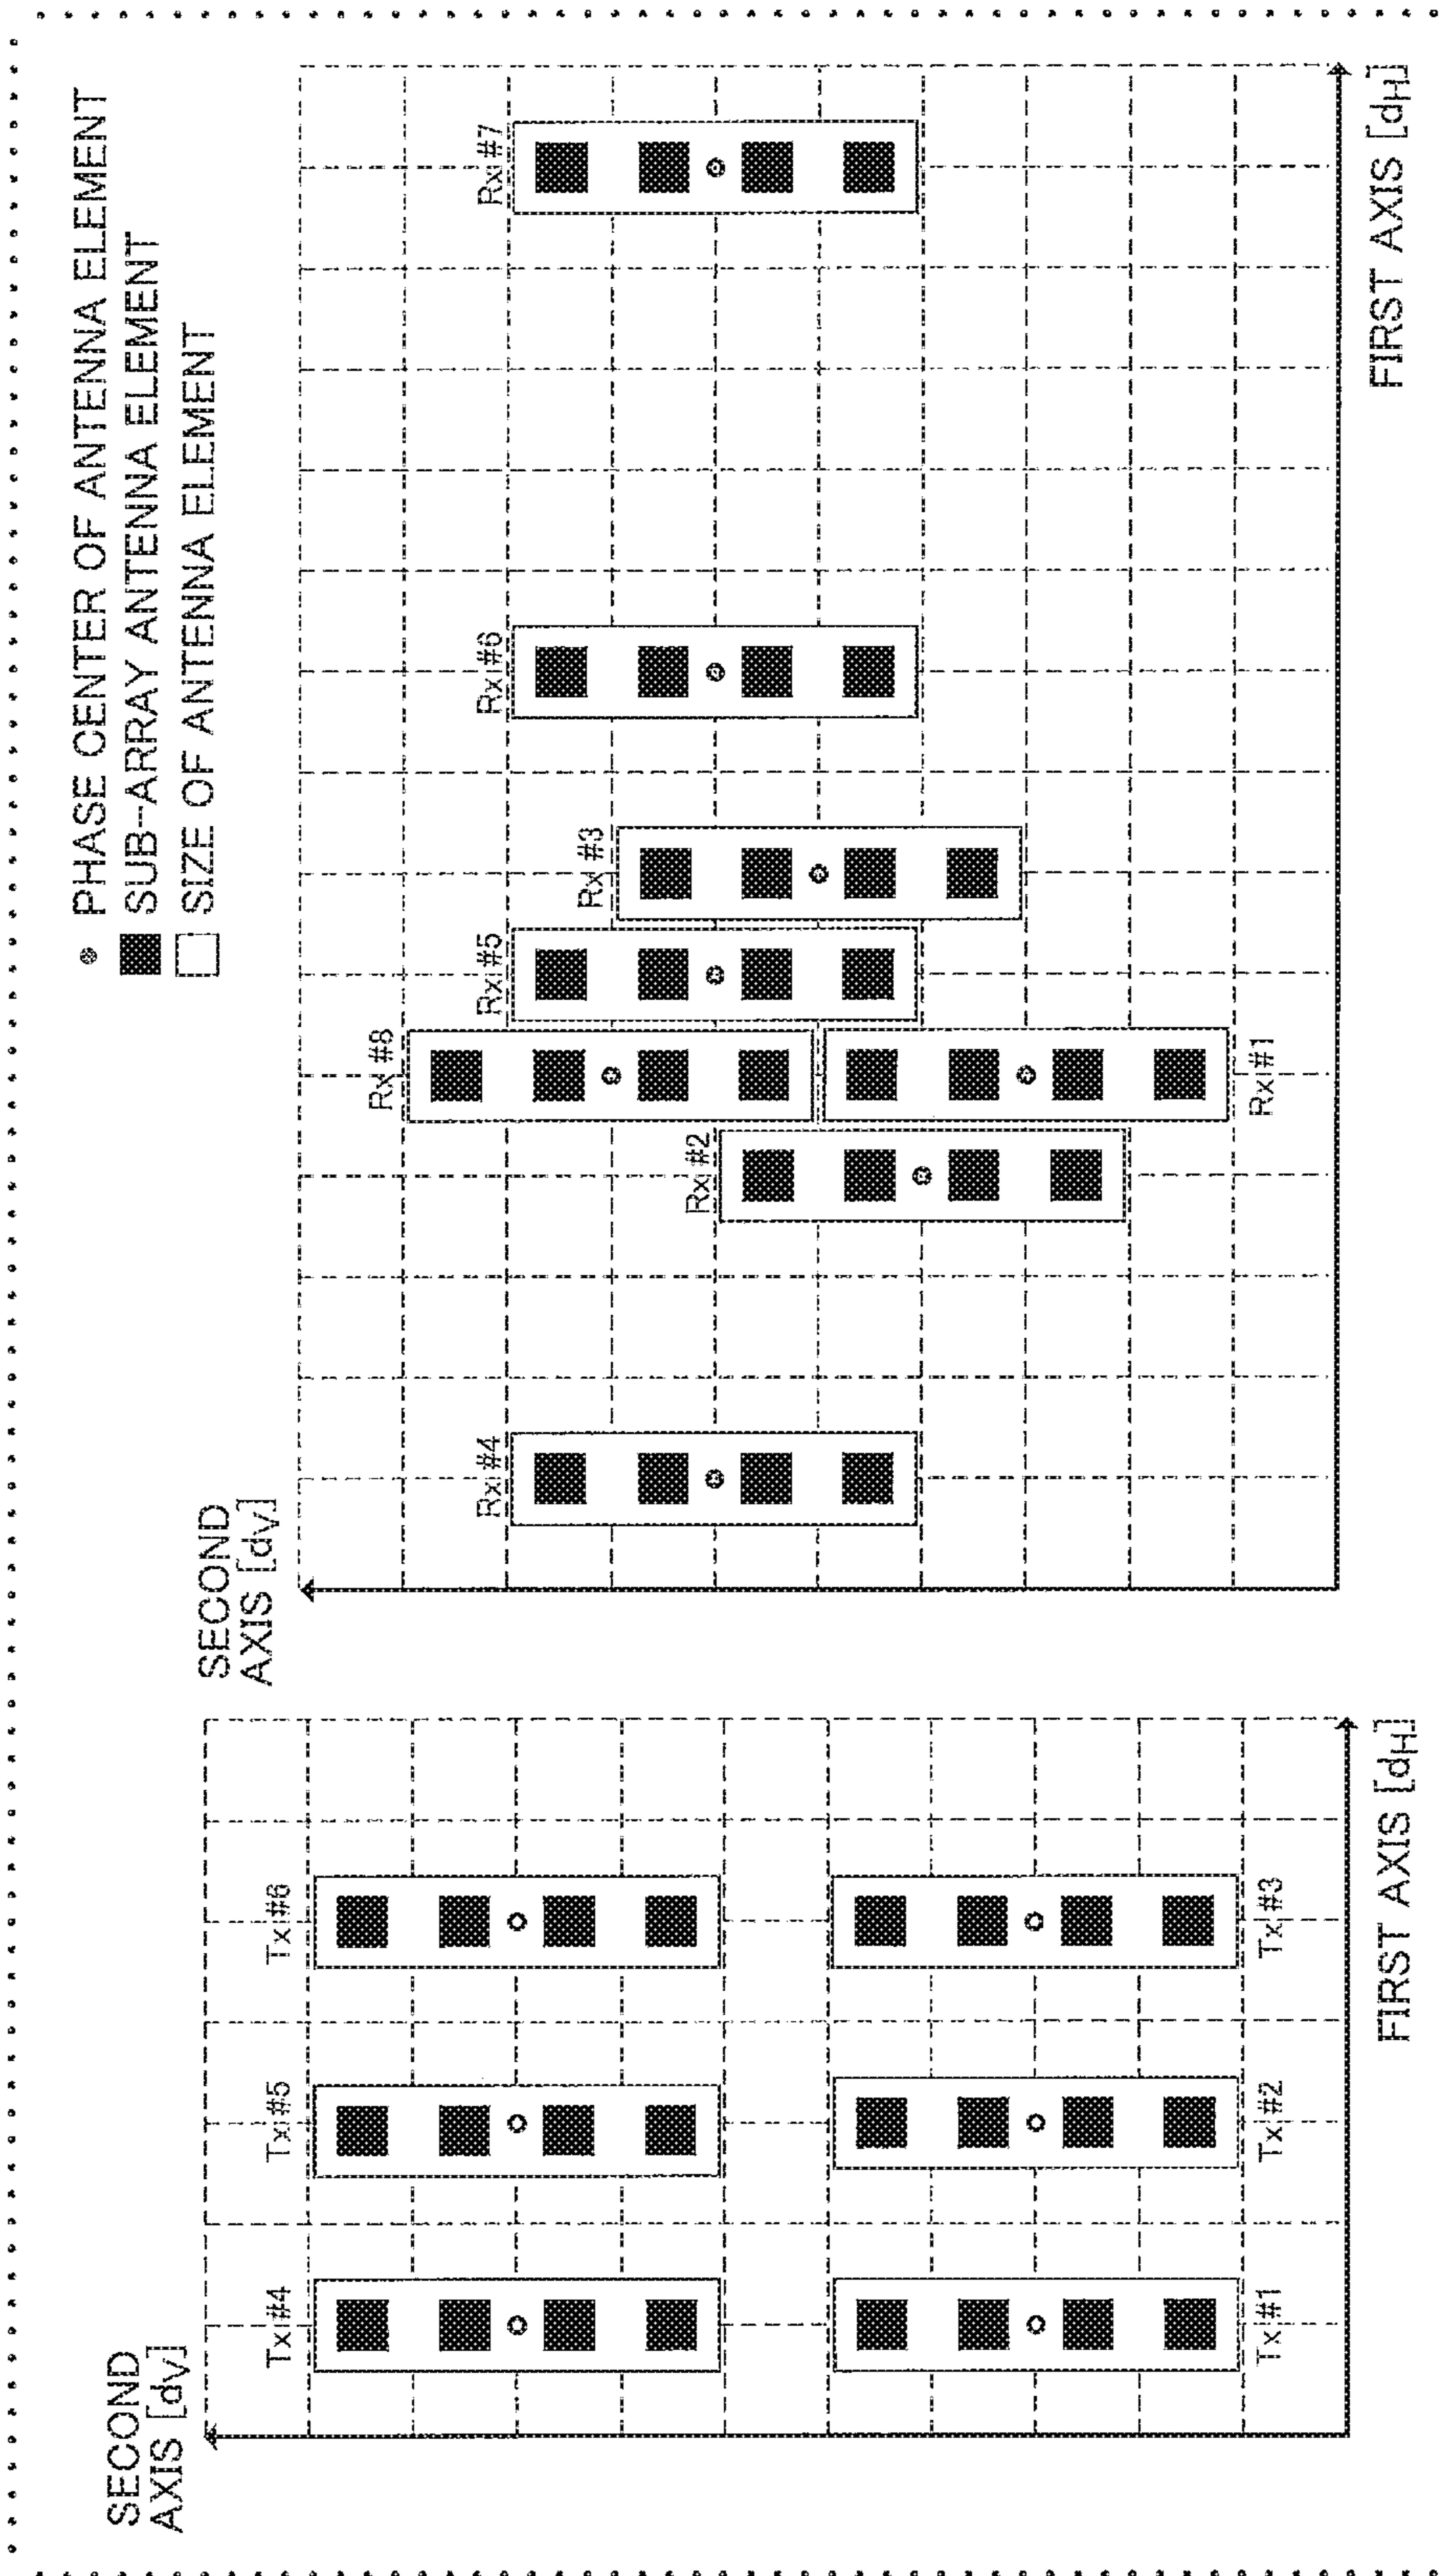 PHASE CENTER OF ANTENNA ELEMENT
SUB-ARRAY ANTENNA ELEMENT
SIZE OF ANTENNA ELEMENT
SECOND
AXIS [dV]
Tx #4
Tx #5
Tx #6
Tx #1
Tx #2
Tx #3
FIRST AXIS [dH]
SECOND
AXIS [dV]
Rx #8
Rx #4
Rx #5
Rx #6
Rx #7
Rx #3
Rx #2
Rx #1
FIRST AXIS [dH]